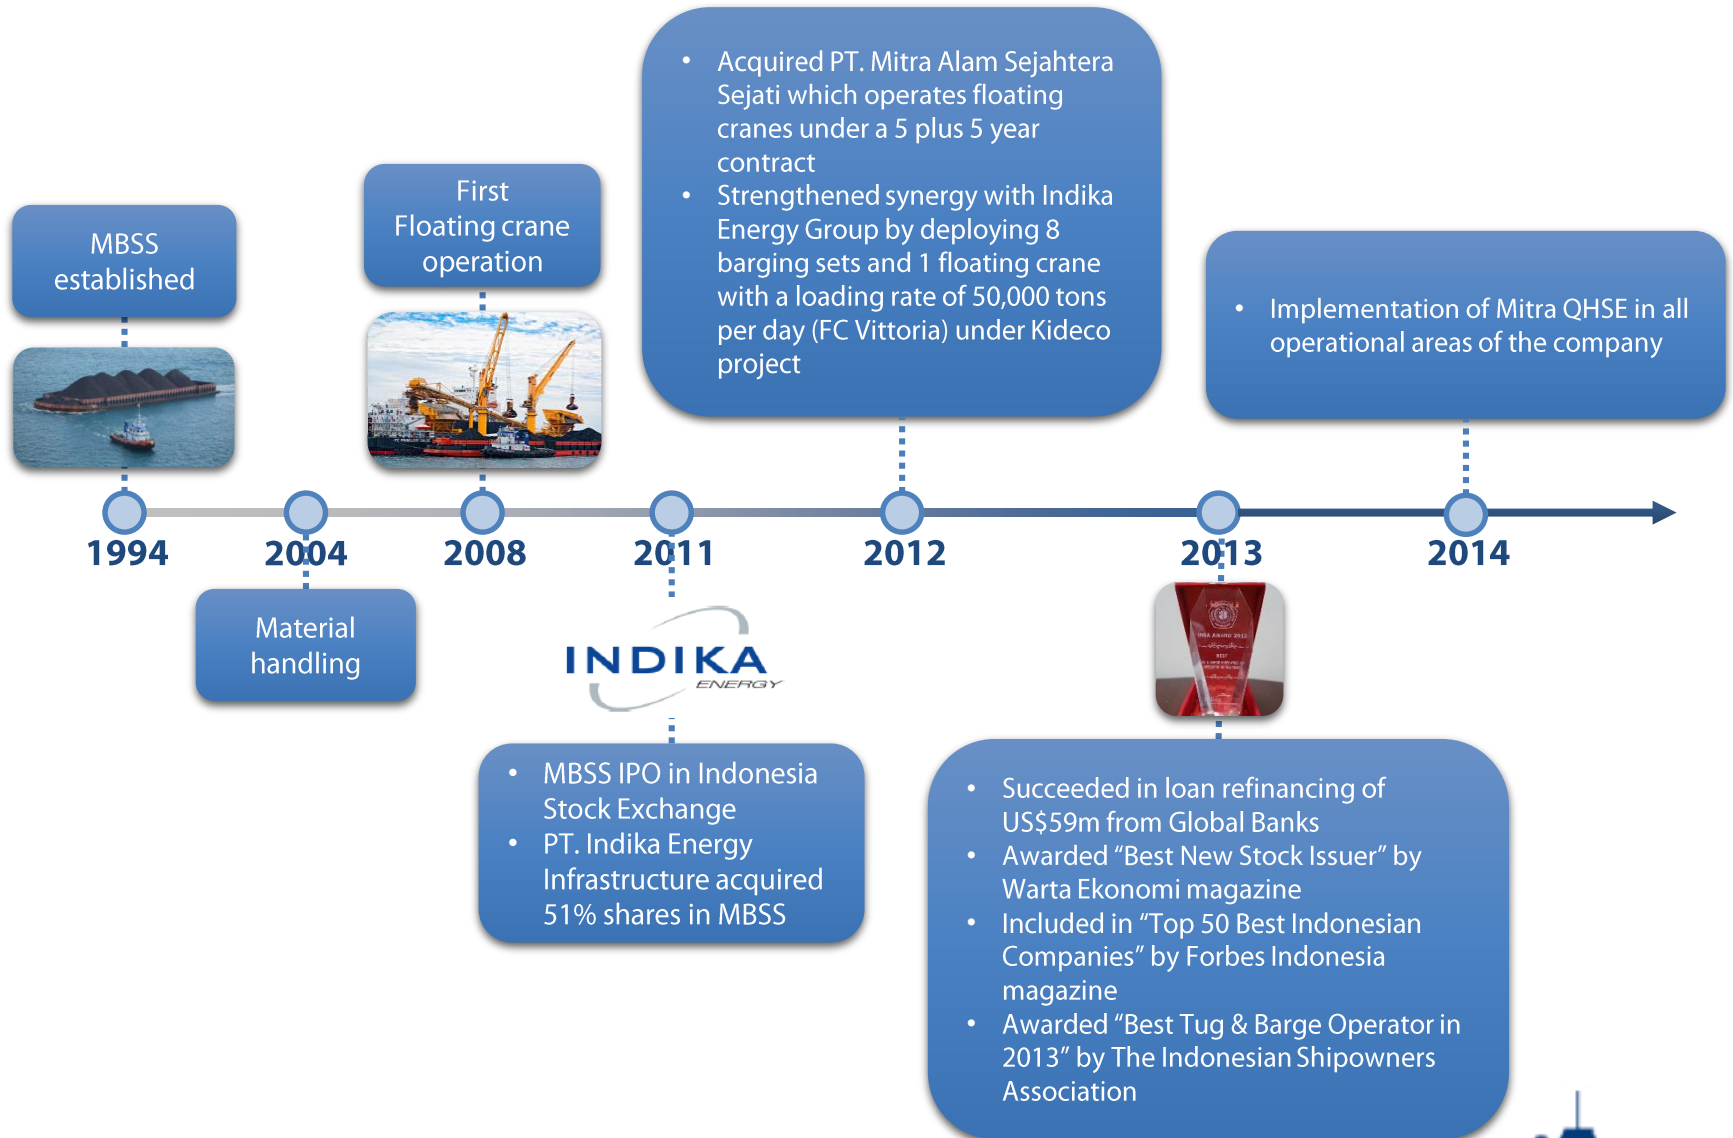 MBSS
established
First
Floating crane
operation
• Acquired PT. Mitra Alam Sejahtera
Sejati which operates floating
cranes under a 5 plus 5 year
contract
• Strengthened synergy with Indika
Energy Group by deploying 8
barging sets and 1 floating crane
with a loading rate of 50,000 tons
per day (FC Vittoria) under Kideco
project
• Implementation of Mitra QHSE in all
operational areas of the company
1994
2004
2008
2011
2012
2013
2014
Material
handling
INDIKA
ENERGY
• MBSS IPO in Indonesia
Stock Exchange
• PT. Indika Energy
Infrastructure acquired
51% shares in MBSS
INSA AWARD 2013
BEST
• Succeeded in loan refinancing of
US$59m from Global Banks
• Awarded “Best New Stock Issuer” by
Warta Ekonomi magazine
• Included in “Top 50 Best Indonesian
Companies” by Forbes Indonesia
magazine
• Awarded “Best Tug & Barge Operator in
2013” by The Indonesian Shipowners
Association